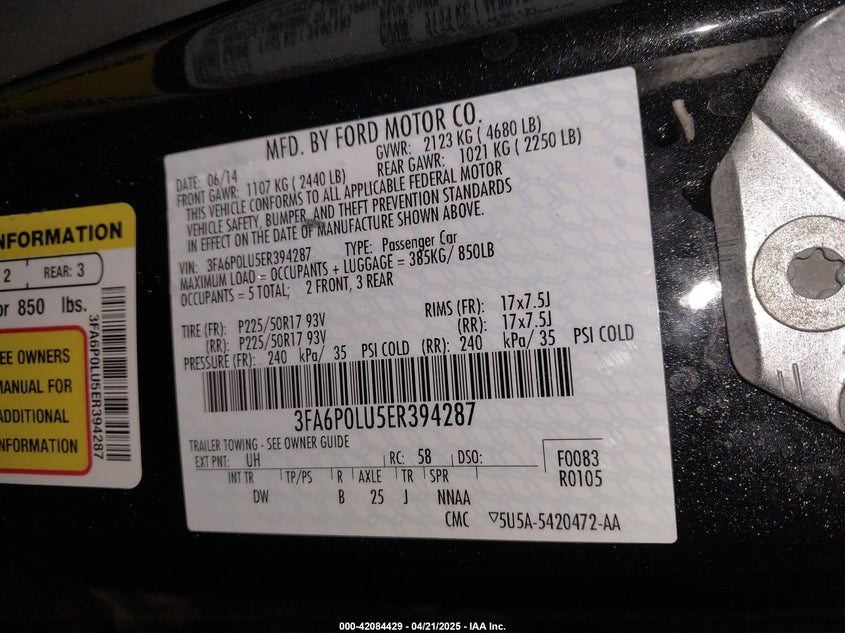 MFD. BY FORD MOTOR CO.
DATE: 06/14 GVWR: 2123 KG ( 4680 LB)
FRONT GAWR: 1107 KG ( 2440 LB) REAR GAWR: 1021 KG ( 2250 LB)
THIS VEHICLE CONFORMS TO ALL APPLICABLE FEDERAL MOTOR
VEHICLE SAFETY, BUMPER, AND THEFT PREVENTION STANDARDS
IN EFFECT ON THE DATE OF MANUFACTURE SHOWN ABOVE.
VIN: 3FA6P0LU5ER394287 TYPE: Passenger Car
MAXIMUM LOAD = OCCUPANTS + LUGGAGE = 385KG/ 850LB
OCCUPANTS = 5 TOTAL; 2 FRONT, 3 REAR
TIRE (FR): P225/50R17 93V RIMS (FR): 17x7.5J
(RR): P225/50R17 93V (RR): 17x7.5J
PRESSURE (FR): 240 kPa/ 35 PSI COLD (RR): 240 kPa/ 35 PSI COLD
3FA6P0LU5ER394287
TRAILER TOWING - SEE OWNER GUIDE
EXT PNT: UH RC: 58 DSO: F0083
R0105
INT TR TP/PS R AXLE TR SPR
DW B 25 J NNAA
CMC ▽5U5A-5420472-AA
NFORMATION
2 REAR: 3
or 850 lbs.
EE OWNERS
MANUAL FOR
ADDITIONAL
INFORMATION
3FA6P0LU5ER394287
000-42084429 - 04/21/2025 - IAA Inc.